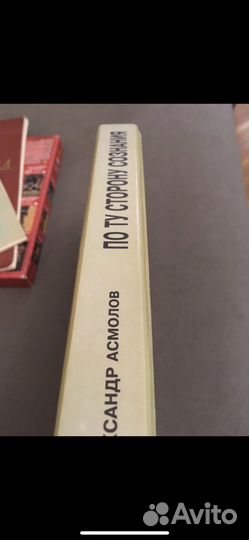 ПО ТУ СТОРОНУ СОЗНАНИЯ
КСАНДР АСМОЛОВ
Avito